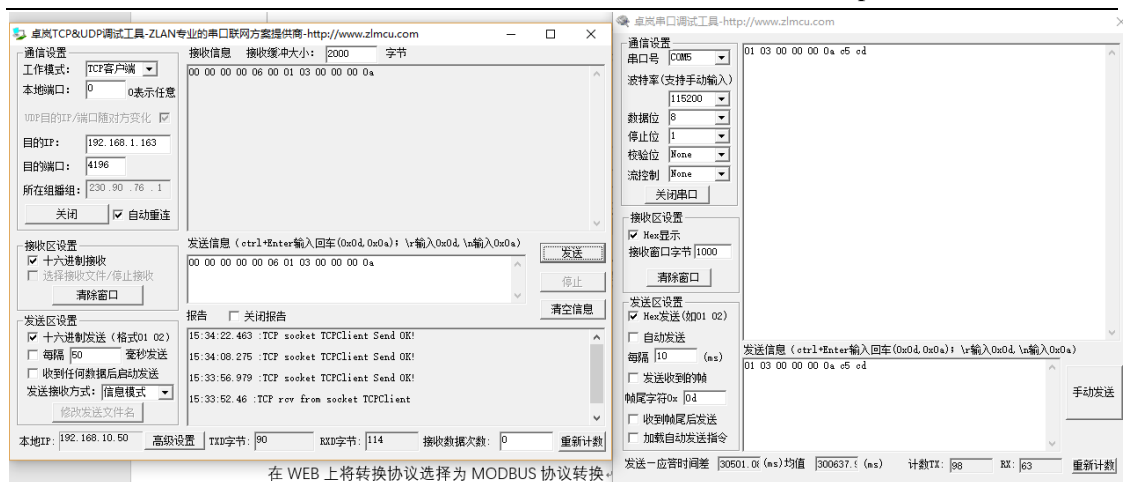 卓岚TCP&UDP调试工具-ZLAN专业的串口联网方案提供商-http://www.zlmcu.com
通信设置
工作模式： TCP客户端
本地端口： 0 0表示任意
UDP目的IP/端口随对方变化
目的IP： 192.168.1.163
目的端口： 4196
所在组播组： 230.90.76.1
关闭 自动重连
接收区设置
十六进制接收
选择接收文件/停止接收
清除窗口
发送区设置
十六进制发送（格式01 02）
每隔 50 毫秒发送
收到任何数据后启动发送
发送接收方式： 信息模式
修改发送文件名
接收信息 接收缓冲大小： 2000 字节
00 00 00 00 06 00 01 03 00 00 00 0a
发送信息（ctrl+Enter输入回车(0x0d,0x0a)；\r输入0x0d,\n输入0x0a）
00 00 00 00 00 06 01 03 00 00 00 0a
发送
停止
清空信息
报告 关闭报告
15:34:22.463 :TCP socket TCPClient Send OK!
15:34:08.275 :TCP socket TCPClient Send OK!
15:33:56.979 :TCP socket TCPClient Send OK!
15:33:52.46 :TCP rcv from socket TCPClient
本地IP: 192.168.10.50 高级设置 TXD字节: 90 RXD字节: 114 接收数据次数: 0 重新计数
在 WEB 上将转换协议选择为 MODBUS 协议转换
卓岚串口调试工具-http://www.zlmcu.com
通信设置
串口号 COM5
波特率(支持手动输入)
115200
数据位 8
停止位 1
校验位 None
流控制 None
关闭串口
接收区设置
Hex显示
接收窗口字节 1000
清除窗口
发送区设置
Hex发送(如01 02)
自动发送
每隔 10 (ms)
发送收到的帧
帧尾字符0x 0d
收到帧尾后发送
加载自动发送指令
01 03 00 00 00 0a c5 cd
发送信息（ctrl+Enter输入回车(0x0d,0x0a)；\r输入0x0d,\n输入0x0a）
01 03 00 00 00 0a c5 cd
手动发送
发送一应答时间差 30501.0 (ms)均值 300637. (ms) 计数TX: 98 RX: 63 重新计数